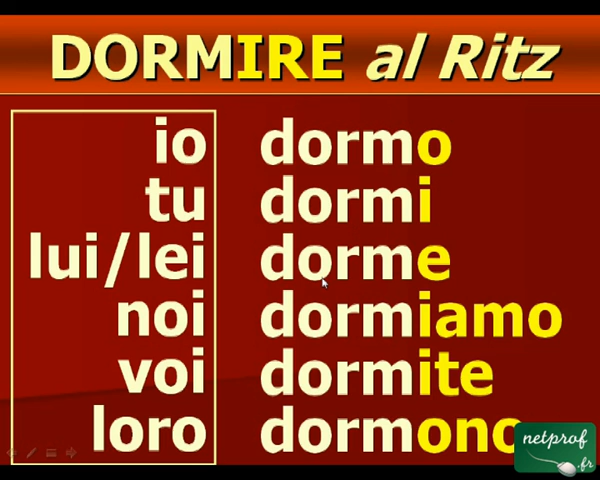 DORMIRE al Ritz
io dormo
tu dormi
lui/lei dorme
noi dormiamo
voi dormite
loro dormono
netprof
.fr